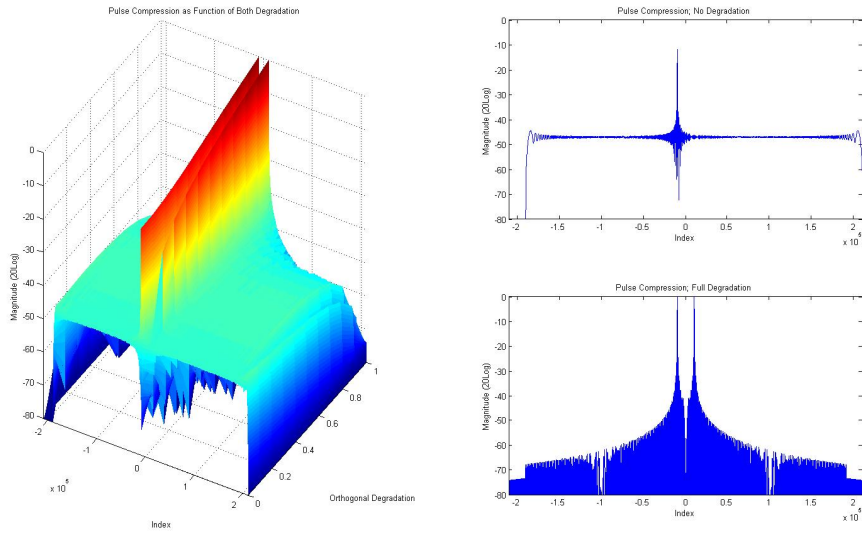 Pulse Compression as Function of Both Degradation
0
-10
-20
-30
-40
-50
-60
-70
-80
Magnitude (20Log)
-2
-1
0
1
2
x 10^5
Index
0
0.2
0.4
0.6
0.8
1
Orthogonal Degradation
Pulse Compression; No Degradation
0
-10
-20
-30
-40
-50
-60
-70
-80
Magnitude (20Log)
-2 -1.5 -1 -0.5 0 0.5 1 1.5 2
Index
x 10^5
Pulse Compression; Full Degradation
0
-10
-20
-30
-40
-50
-60
-70
-80
Magnitude (20Log)
-2 -1.5 -1 -0.5 0 0.5 1 1.5 2
Index
x 10^5